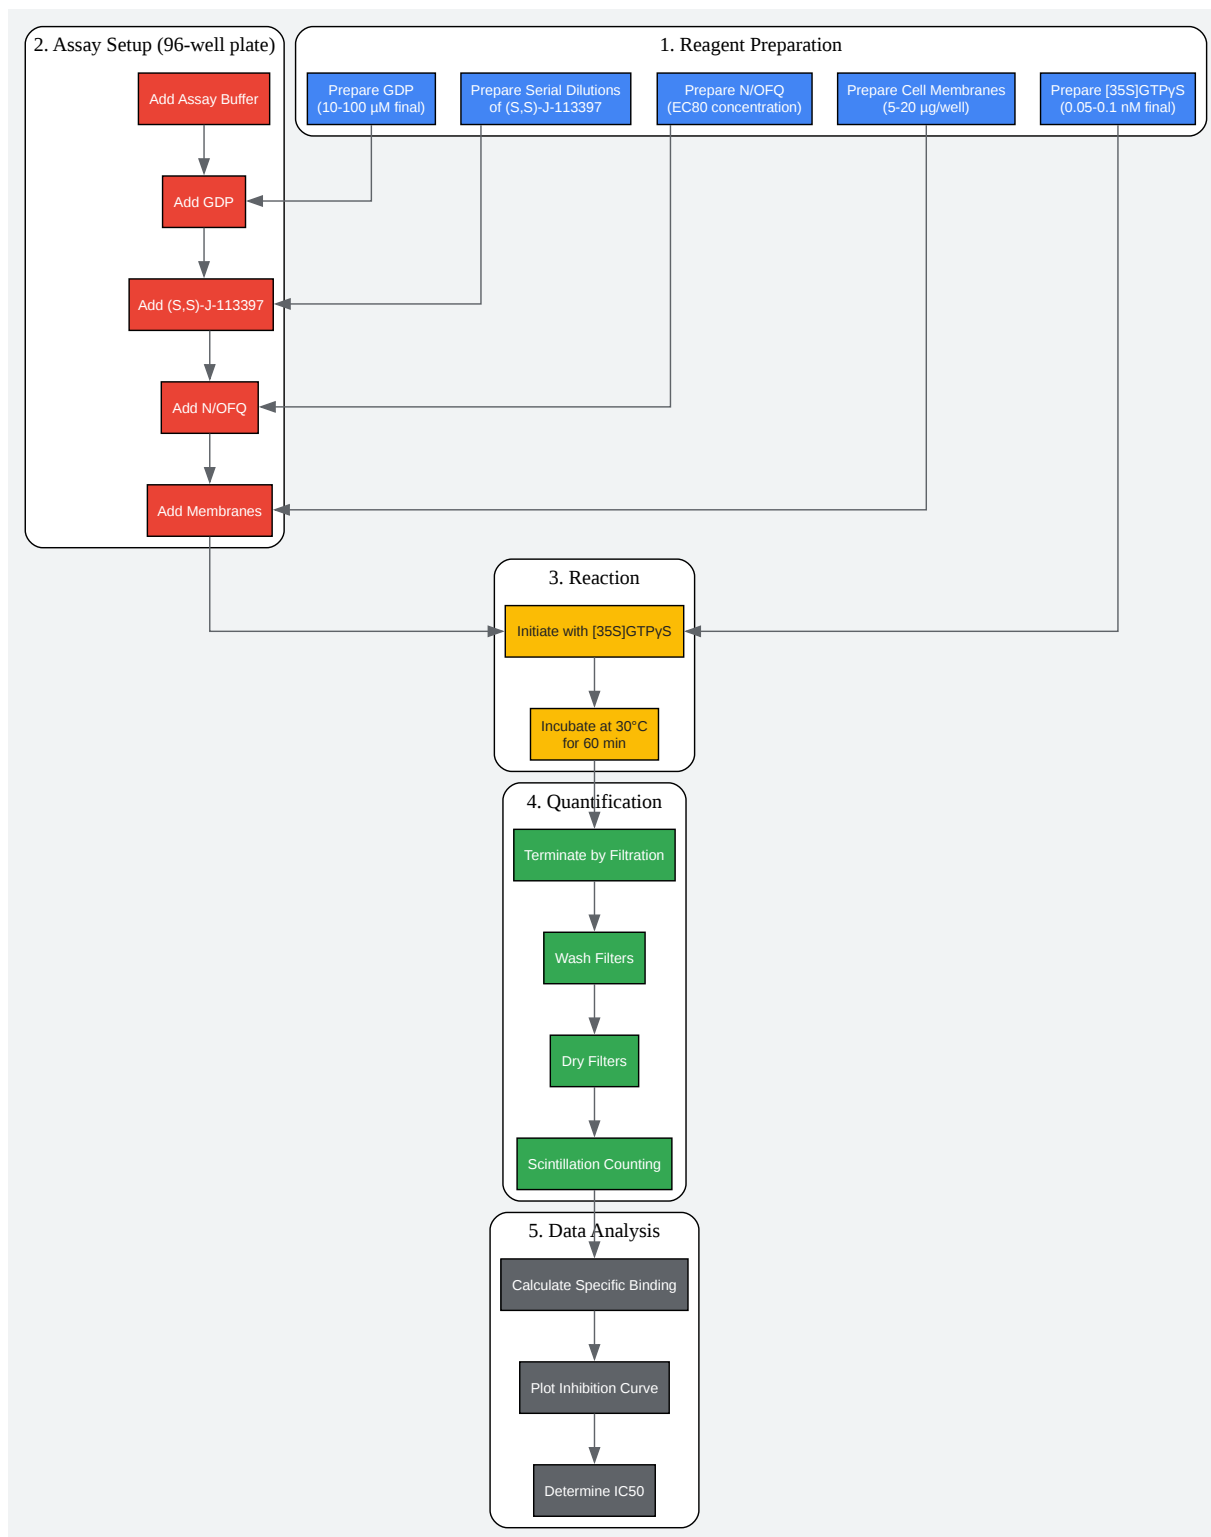 2. Assay Setup (96-well plate)
1. Reagent Preparation
Prepare GDP
(10-100 µM final)
Prepare Serial Dilutions
of (S,S)-J-113397
Prepare N/OFQ
(EC80 concentration)
Prepare Cell Membranes
(5-20 µg/well)
Prepare [35S]GTPγS
(0.05-0.1 nM final)
Add Assay Buffer
Add GDP
Add (S,S)-J-113397
Add N/OFQ
Add Membranes
3. Reaction
Initiate with [35S]GTPγS
Incubate at 30°C
for 60 min
4. Quantification
Terminate by Filtration
Wash Filters
Dry Filters
Scintillation Counting
5. Data Analysis
Calculate Specific Binding
Plot Inhibition Curve
Determine IC50